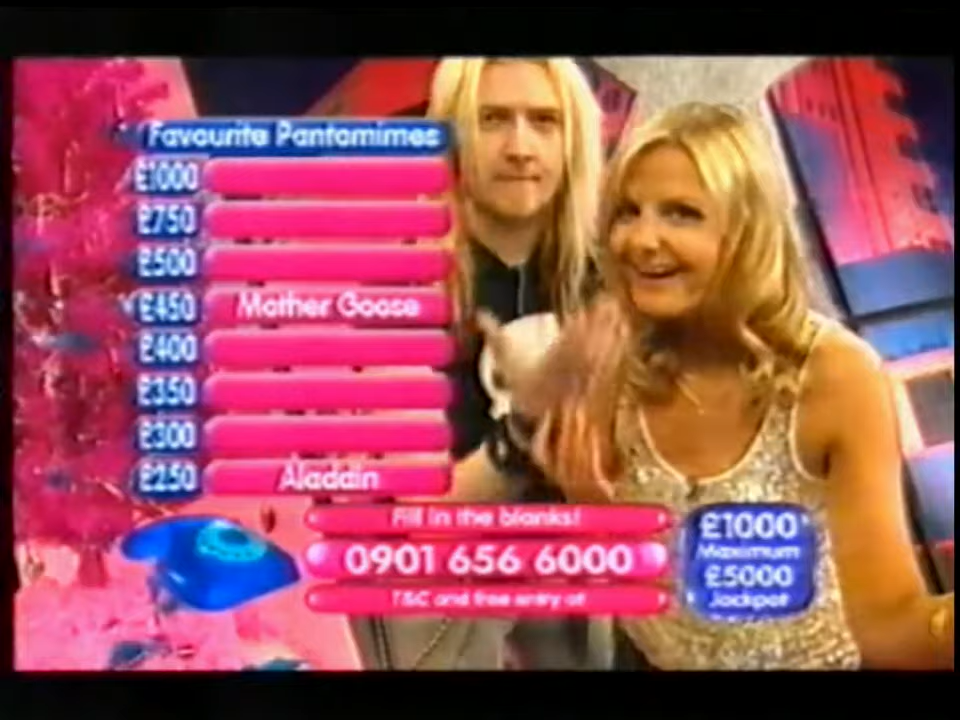 Favourite Pantomimes
£1000
£750
£500
£450 Mother Goose
£400
£350
£300
£250 Aladdin
Fill in the blanks!
0901 656 6000
T&C and free entry at
£1000
Maximum
£5000
Jackpot